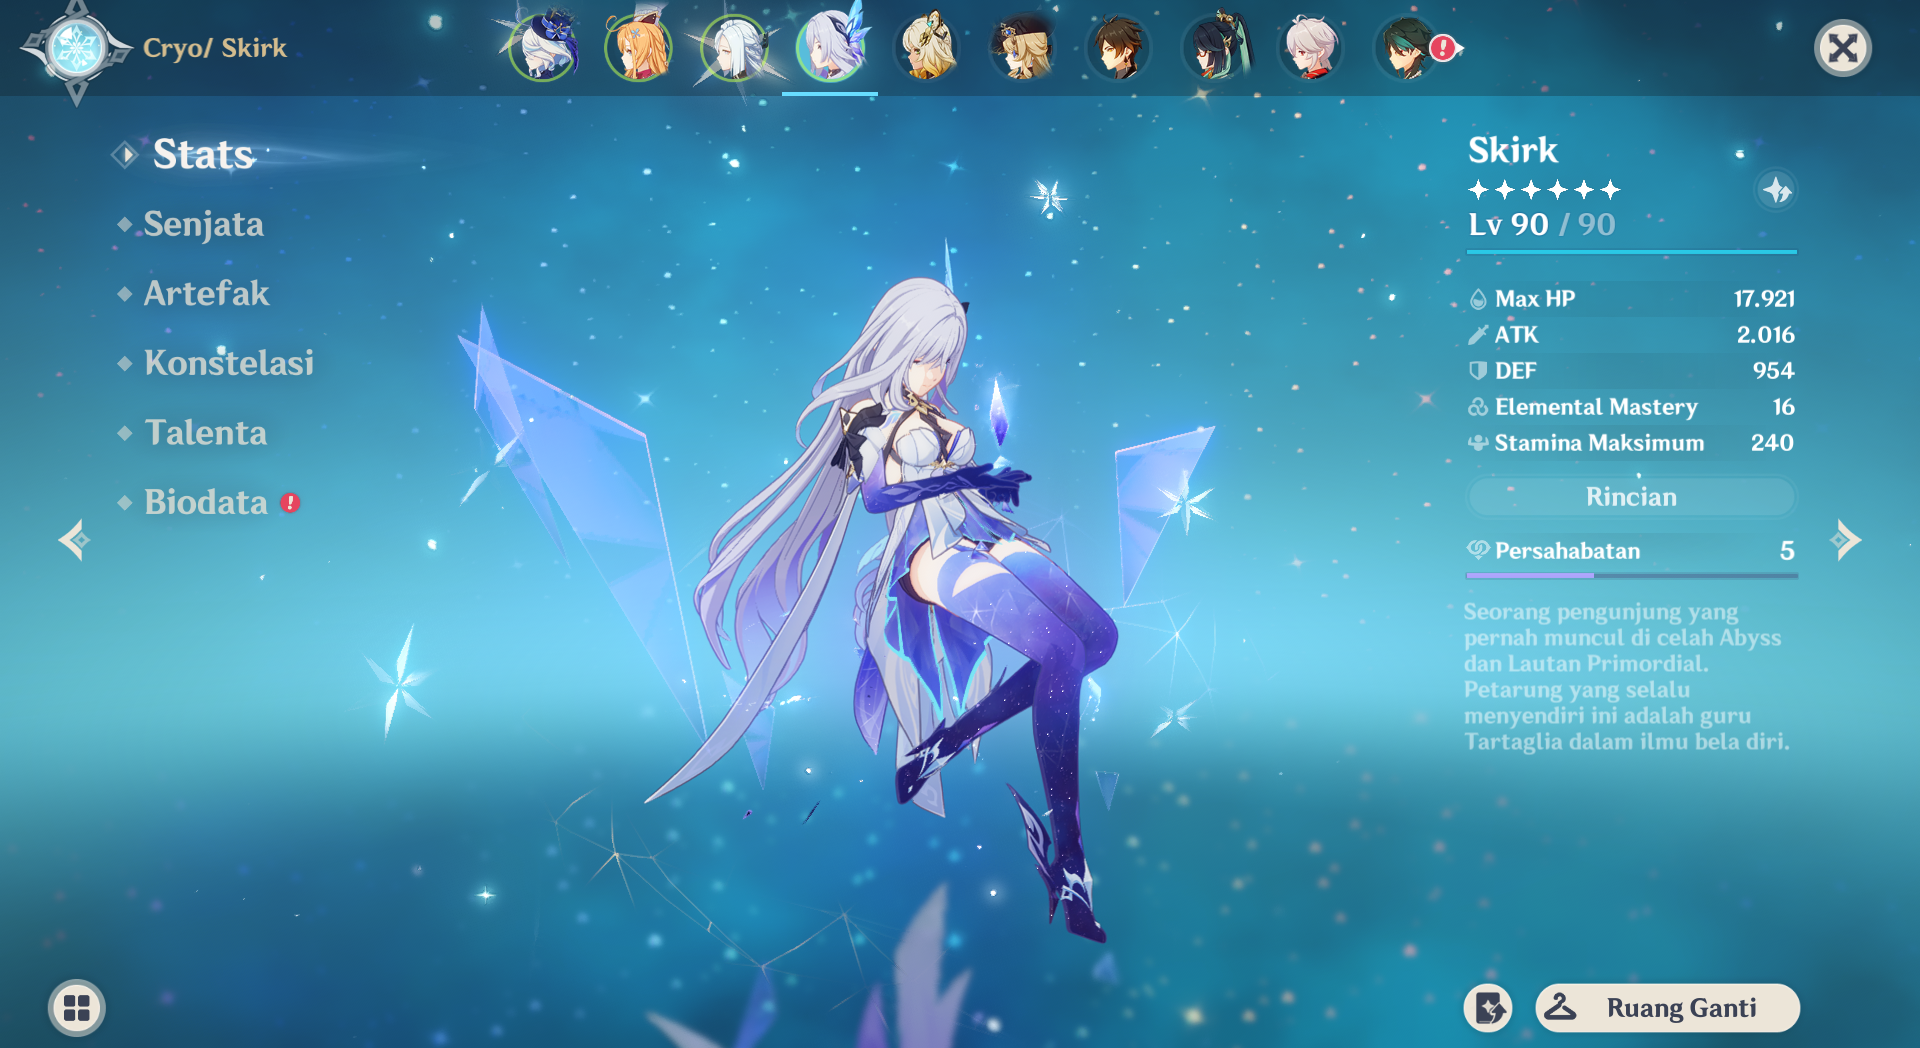 Cryo/ Skirk
Stats
Senjata
Artefak
Konstelasi
Talenta
Biodata
Skirk
Lv 90 / 90
Max HP 17.921
ATK 2.016
DEF 954
Elemental Mastery 16
Stamina Maksimum 240
Rincian
Persahabatan 5
Seorang pengunjung yang
pernah muncul di celah Abyss
dan Lautan Primordial.
Petarung yang selalu
menyendiri ini adalah guru
Tartaglia dalam ilmu bela diri.
Ruang Ganti